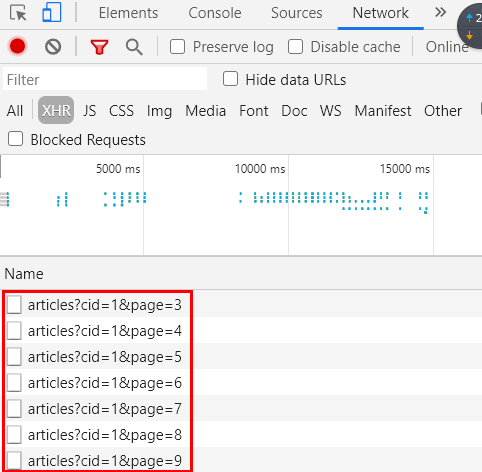 Elements Console Sources Network »
Preserve log Disable cache Online
2
Filter Hide data URLs
All XHR JS CSS Img Media Font Doc WS Manifest Other
Blocked Requests
5000 ms 10000 ms 15000 ms
Name
articles?cid=1&page=3
articles?cid=1&page=4
articles?cid=1&page=5
articles?cid=1&page=6
articles?cid=1&page=7
articles?cid=1&page=8
articles?cid=1&page=9